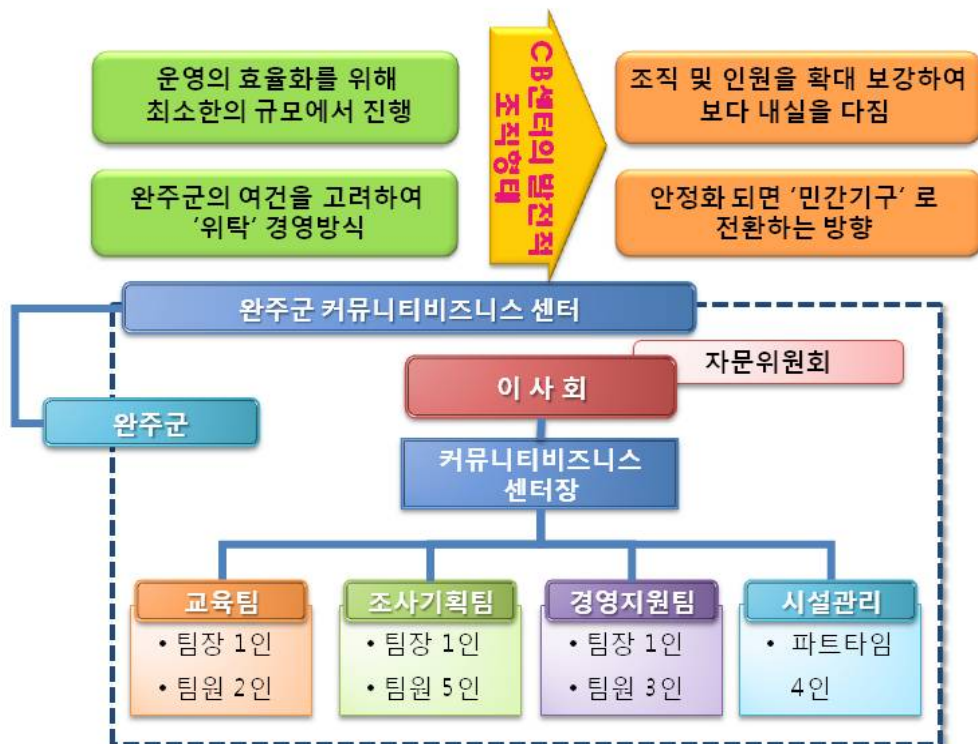 운영의 효율화를 위해
최소한의 규모에서 진행
완주군의 여건을 고려하여
'위탁' 경영방식
CB센터의 발전적
조직형태
조직 및 인원을 확대 보강하여
보다 내실을 다짐
안정화 되면 '민간기구' 로
전환하는 방향
완주군 커뮤니티비즈니스 센터
자문위원회
이 사 회
완주군
커뮤니티비즈니스
센터장
교육팀
• 팀장 1인
• 팀원 2인
조사기획팀
• 팀장 1인
• 팀원 5인
경영지원팀
• 팀장 1인
• 팀원 3인
시설관리
• 파트타임
4인